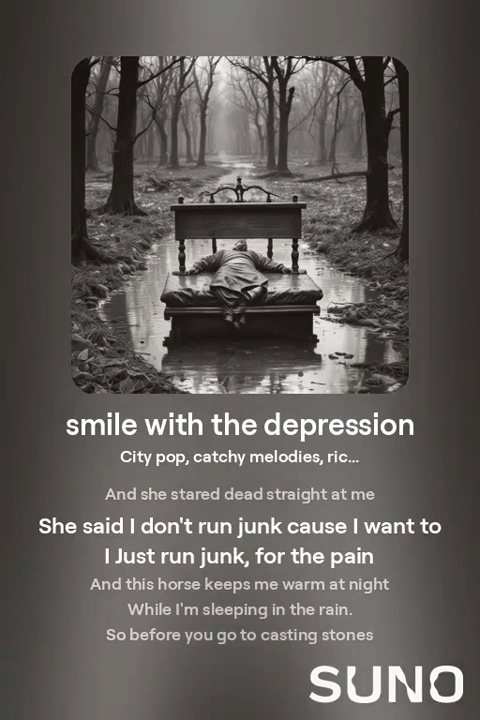 smile with the depression
City pop, catchy melodies, ric...
And she stared dead straight at me
She said I don't run junk cause I want to
I Just run junk, for the pain
And this horse keeps me warm at night
While I'm sleeping in the rain.
So before you go to casting stones
SUNO